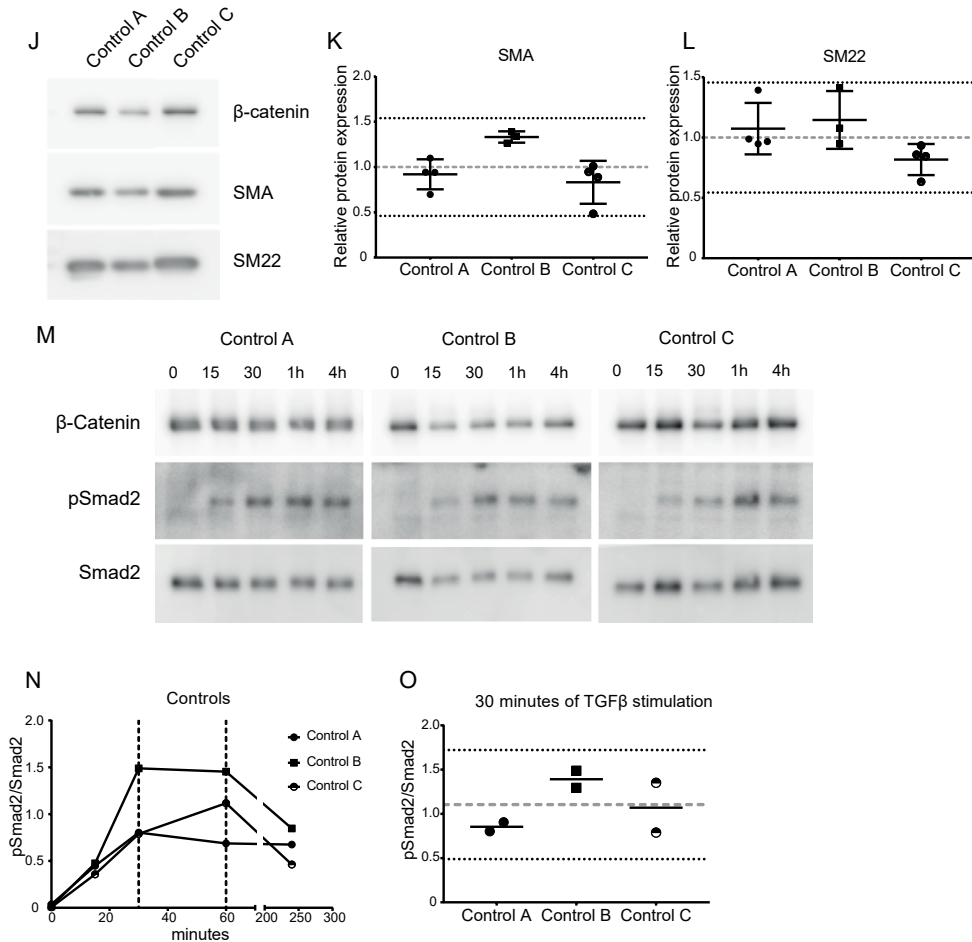 J
Control A
Control B
Control C
β-catenin
SMA
SM22
K
SMA
Relative protein expression
2.0
1.5
1.0
0.5
0
Control A Control B Control C
L
SM22
Relative protein expression
1.5
1.0
0.5
0
Control A Control B Control C
M
Control A Control B Control C
0 15 30 1h 4h 0 15 30 1h 4h 0 15 30 1h 4h
β-Catenin
pSmad2
Smad2
N
Controls
pSmad2/Smad2
2.0
1.5
1.0
0.5
0
0 20 40 60 200 250 300
minutes
Control A
Control B
Control C
O
30 minutes of TGFβ stimulation
pSmad2/Smad2
2.0
1.5
1.0
0.5
0
Control A Control B Control C